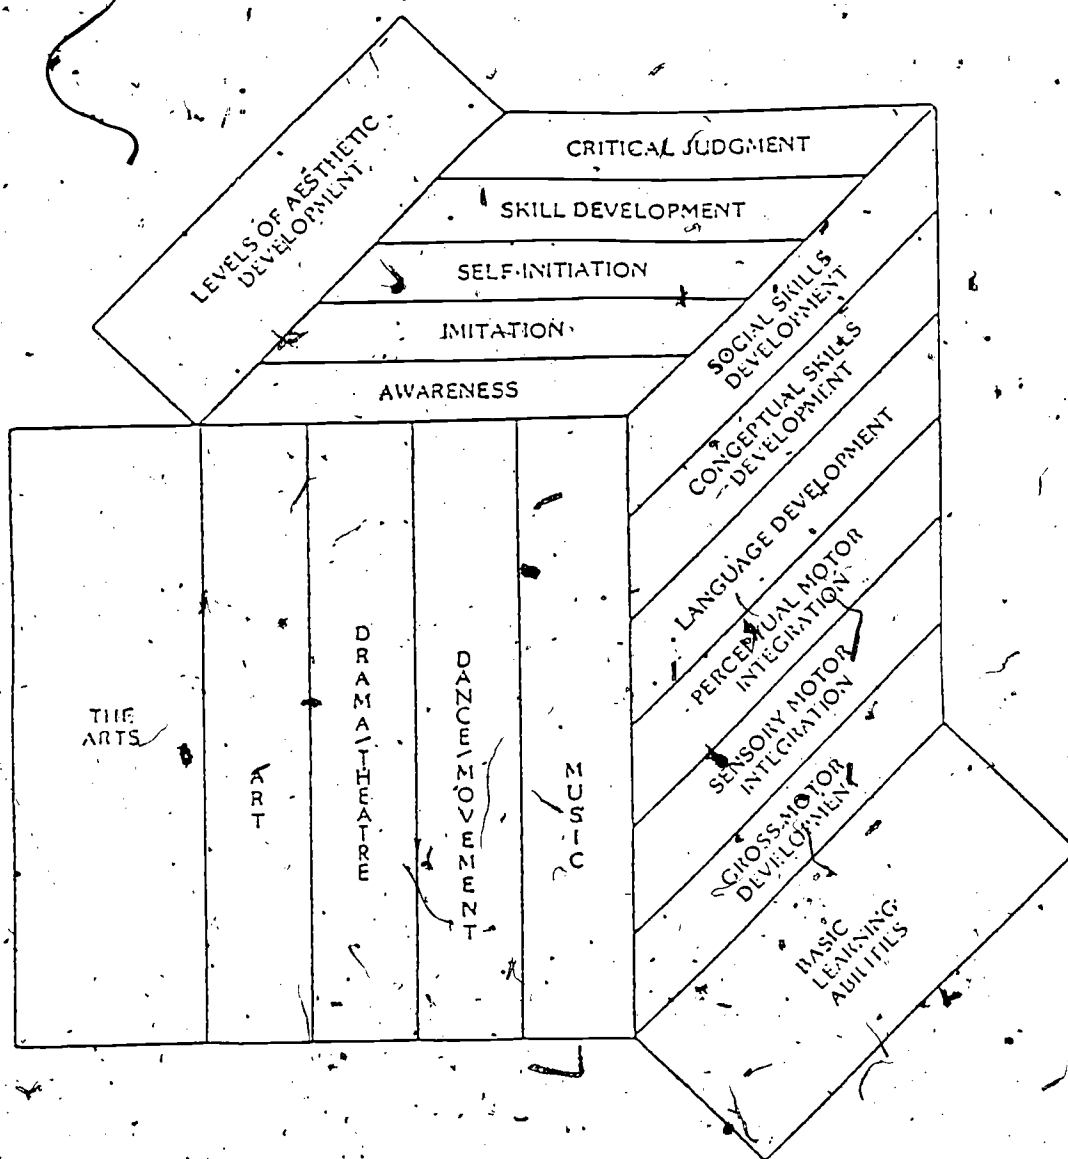 LEVELS OF AESTHETIC
DEVELOPMENT
CRITICAL JUDGMENT
SKILL DEVELOPMENT
SELF-INITIATION
IMITATION
AWARENESS
SOCIAL SKILLS
DEVELOPMENT
CONCEPTUAL SKILLS
DEVELOPMENT
LANGUAGE DEVELOPMENT
PERCEPTUAL MOTOR
INTEGRATION
SENSORY MOTOR
INTEGRATION
GROSS MOTOR
DEVELOPMENT
BASIC
LEARNING
ABILITIES
THE
ARTS
ART
DRAMA/THEATRE
DANCE/MOVEMENT
MUSIC